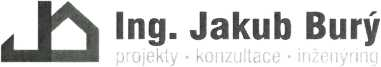 Ing. Jakub Burý
projekty • konzultace • inženýring